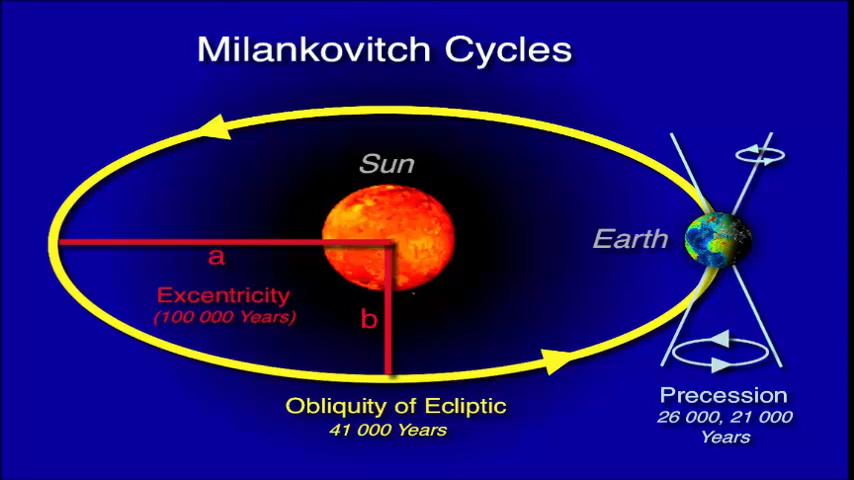 Milankovitch Cycles
Sun
Earth
a
Excentricity
(100 000 Years)
b
Obliquity of Ecliptic
41 000 Years
Precession
26 000, 21 000
Years